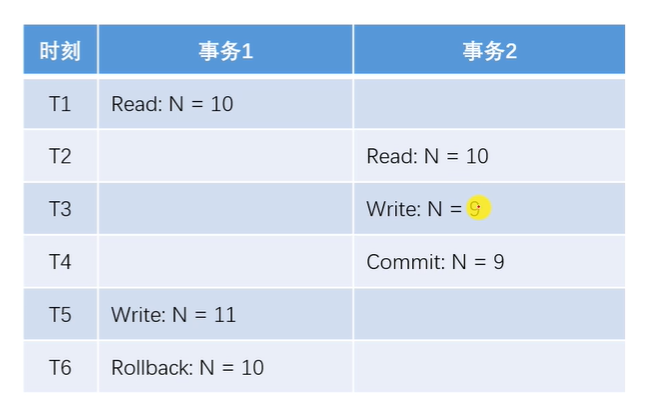 时刻 事务1 事务2
T1 Read: N = 10
T2 Read: N = 10
T3 Write: N = 9
T4 Commit: N = 9
T5 Write: N = 11
T6 Rollback: N = 10